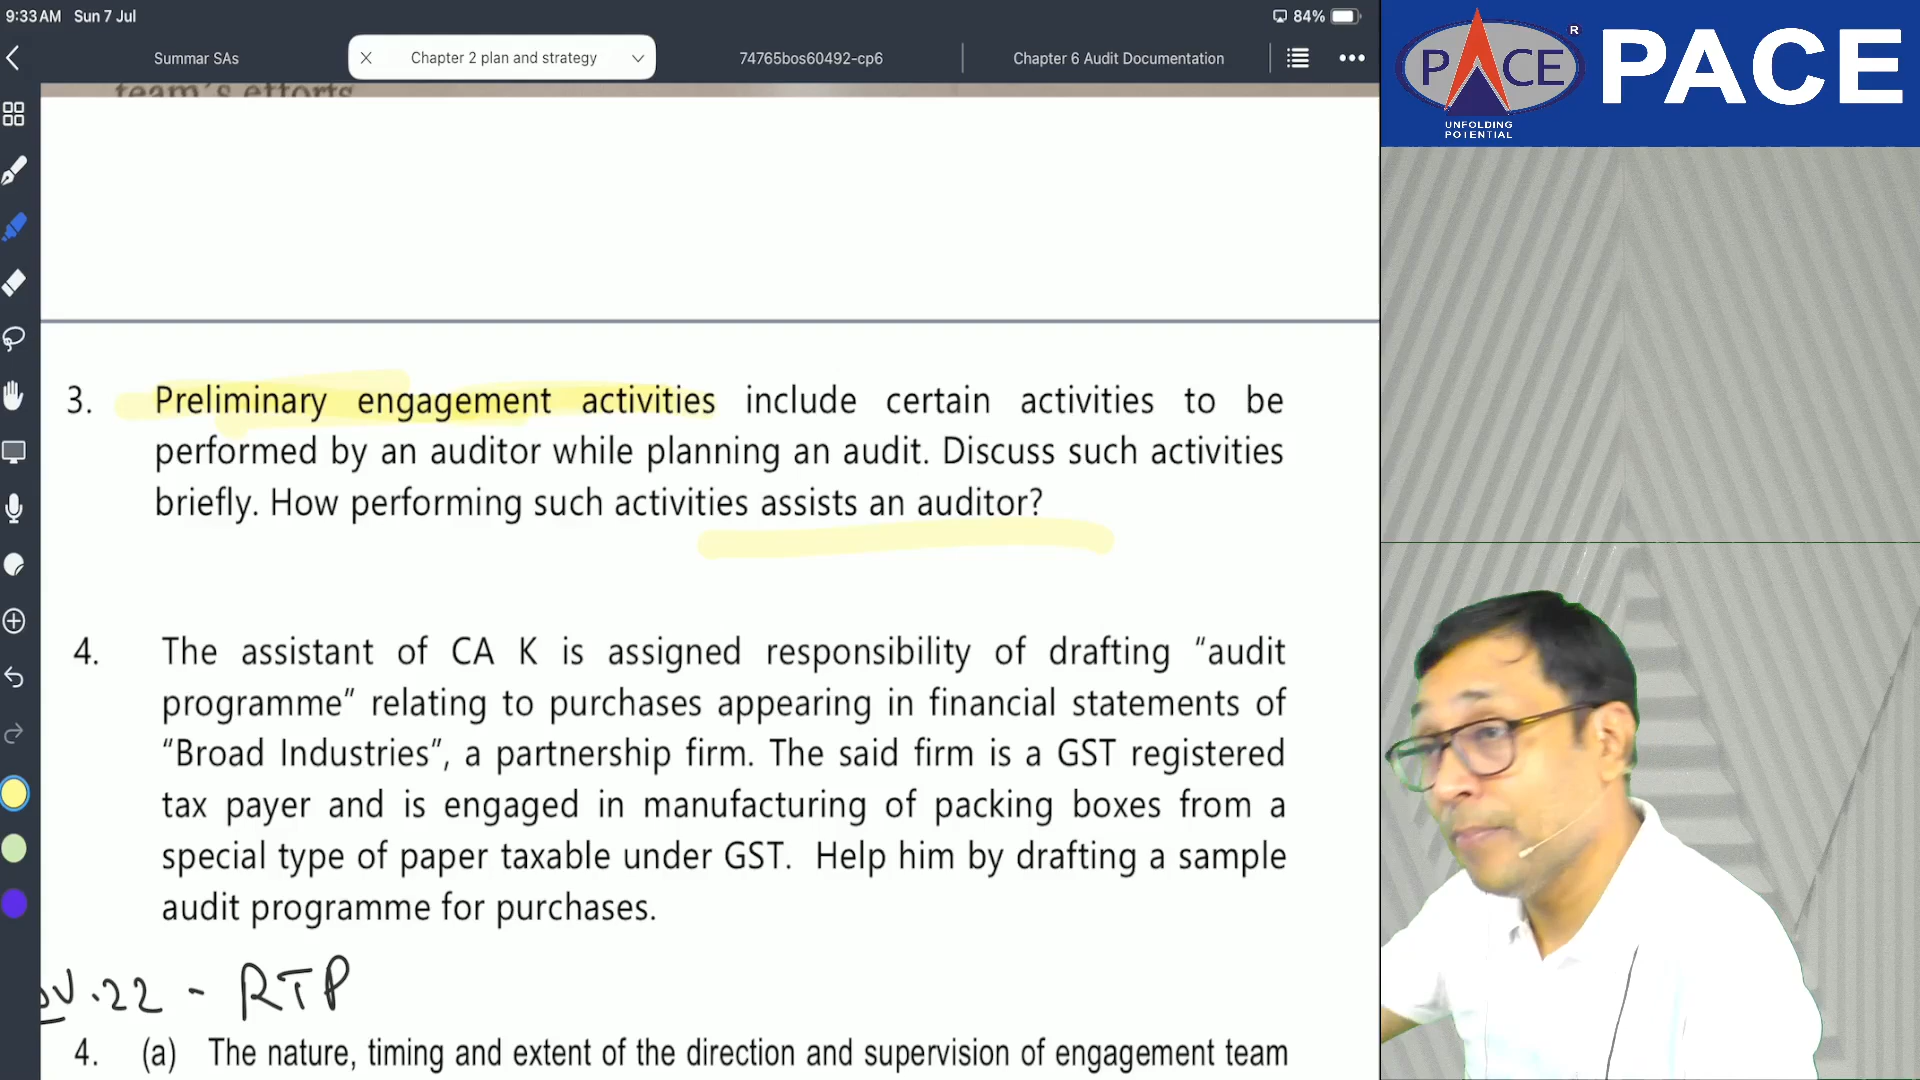 9:33AM Sun 7 Jul
84%
Summar SAs
Chapter 2 plan and strategy
74765bos60492-cp6
Chapter 6 Audit Documentation
team's efforts
3. Preliminary engagement activities include certain activities to be
performed by an auditor while planning an audit. Discuss such activities
briefly. How performing such activities assists an auditor?
4. The assistant of CA K is assigned responsibility of drafting “audit
programme” relating to purchases appearing in financial statements of
“Broad Industries”, a partnership firm. The said firm is a GST registered
tax payer and is engaged in manufacturing of packing boxes from a
special type of paper taxable under GST. Help him by drafting a sample
audit programme for purchases.
.22 - RTP
4. (a) The nature, timing and extent of the direction and supervision of engagement team
PACE
®
UNFOLDING
POTENTIAL
PACE